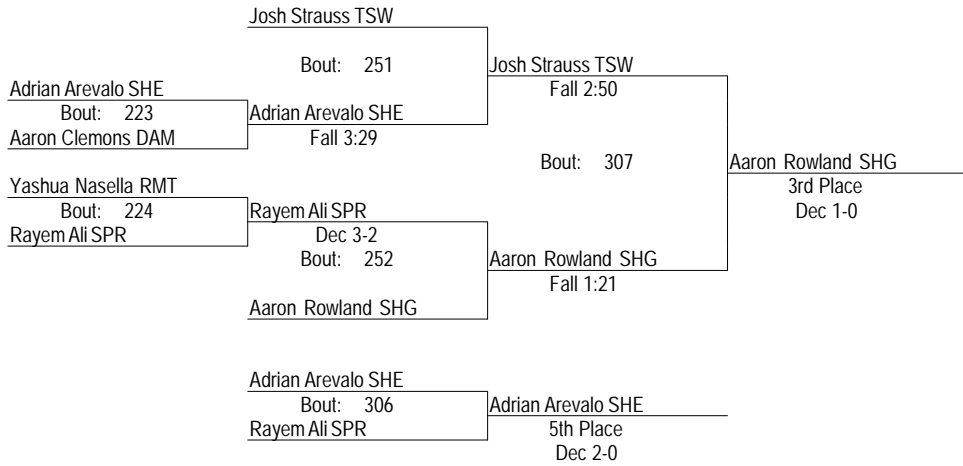 Josh Strauss TSW
Bout: 251
Josh Strauss TSW
Fall 2:50
Adrian Arevalo SHE
Bout: 223
Aaron Clemons DAM
Adrian Arevalo SHE
Fall 3:29
Bout: 307
Aaron Rowland SHG
3rd Place
Dec 1-0
Yashua Nasella RMT
Bout: 224
Rayem Ali SPR
Rayem Ali SPR
Dec 3-2
Bout: 252
Aaron Rowland SHG
Fall 1:21
Aaron Rowland SHG
Adrian Arevalo SHE
Bout: 306
Rayem Ali SPR
Adrian Arevalo SHE
5th Place
Dec 2-0